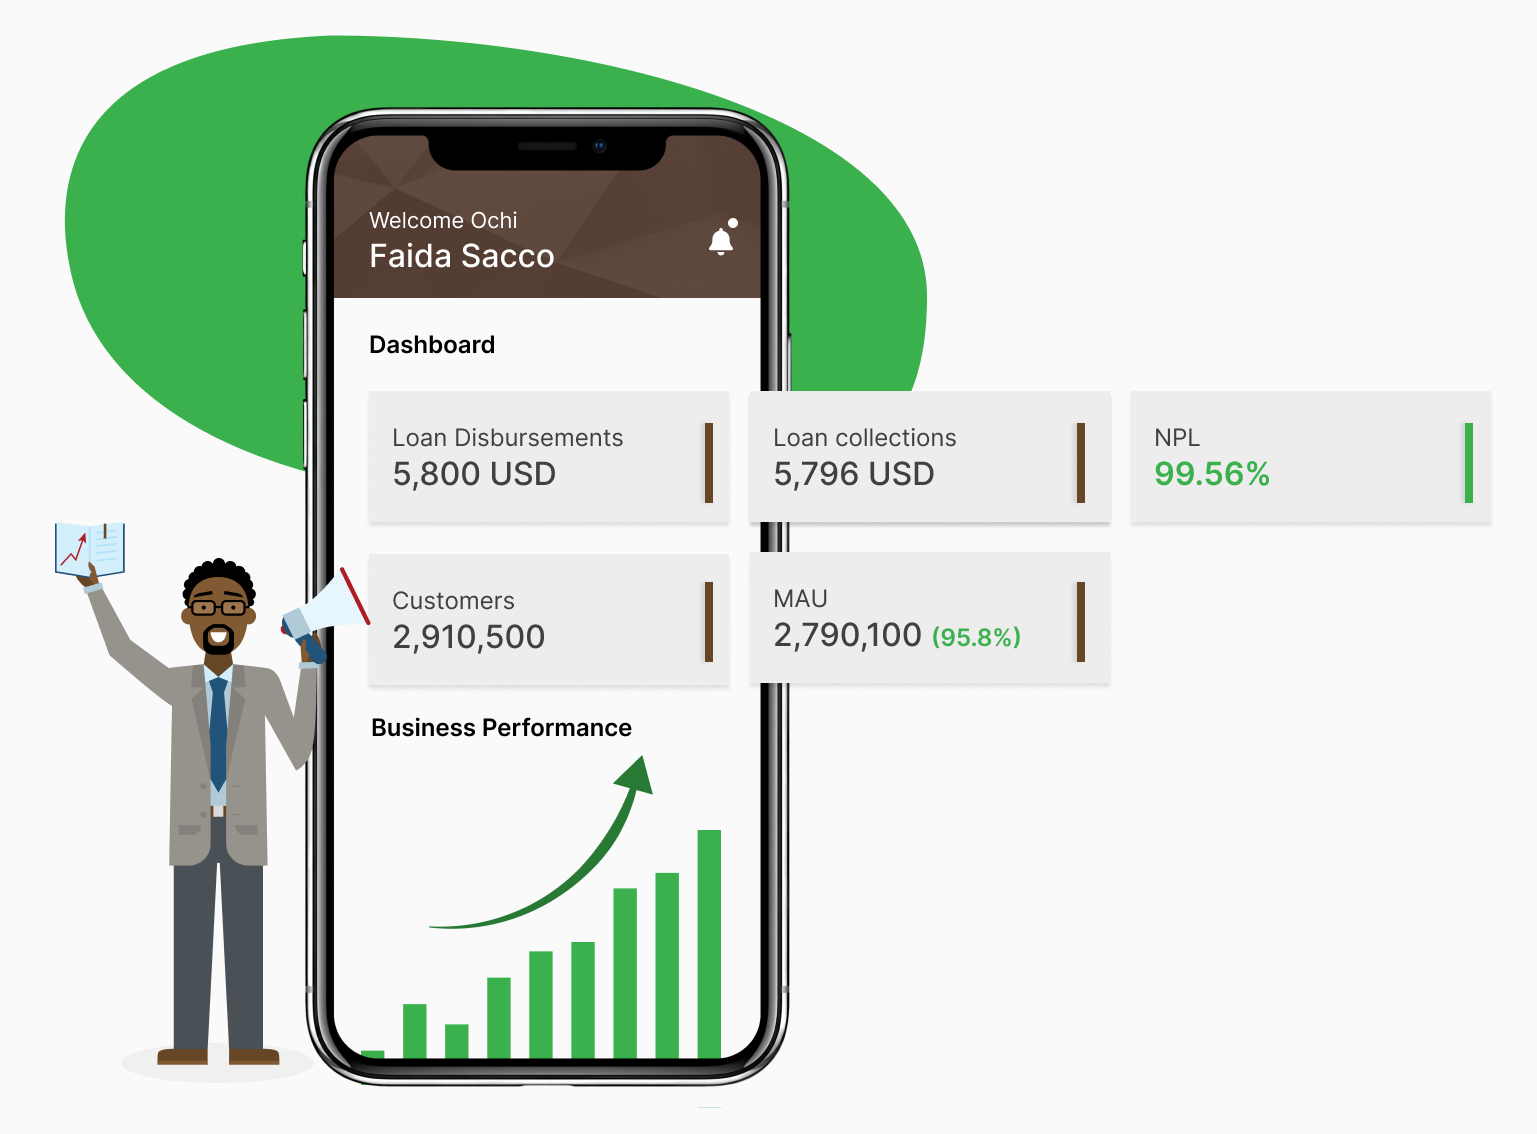 Welcome Ochi
Faida Sacco
Dashboard
Loan Disbursements
5,800 USD
Loan collections
5,796 USD
NPL
99.56%
Customers
2,910,500
MAU
2,790,100 (95.8%)
Business Performance